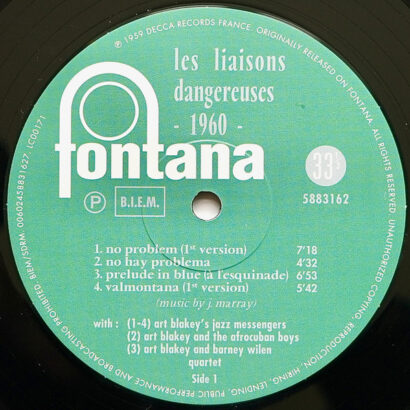 ℗ 1959 DECCA RECORDS FRANCE. ORIGINALLY RELEASED ON FONTANA. ALL RIGHTS RESERVED. UNAUTHORIZED COPYING, REPRODUCTION, HIRING, LENDING, PUBLIC PERFORMANCE AND BROADCASTING PROHIBITED. BIEM/SDRM. 00602458831627. LC00171
les liaisons
dangereuses
- 1960 -
fontana
33⅓
P
B.I.E.M.
5883162
1. no problem (1st version) 7'18
2. no hay problema 4'32
3. prelude in blue (à l'esquinade) 6'53
4. valmontana (1st version) 5'42
(music by j. marray)
with : (1-4) art blakey's jazz messengers
(2) art blakey and the afrocuban boys
(3) art blakey and barney wilen
quartet
Side 1